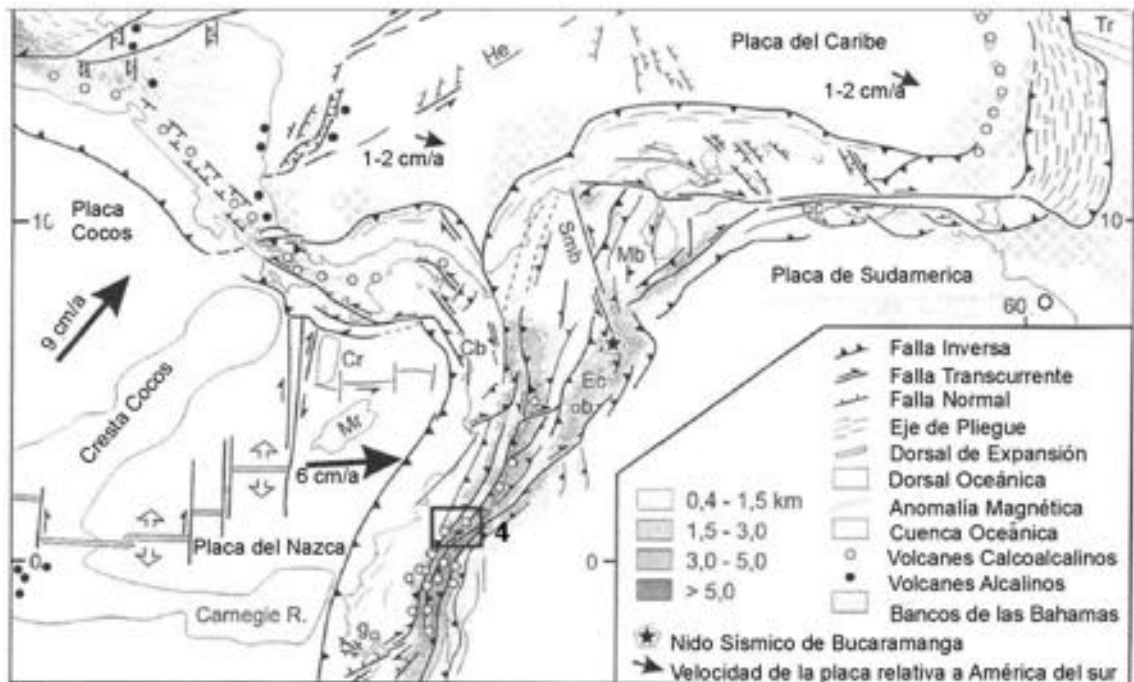 Tr
Placa del Caribe
He
1-2 cm/a
1-2 cm/a
10
Placa
Cocos
10
Smb
Mb
Placa de Sudamerica
9 cm/a
60
Cb
Cr
Cresta Cocos
Mr
6 cm/a
Placa del Nazca
4
0
0
Carnegie R.
g
Falla Inversa
Falla Transcurrente
Falla Normal
Eje de Pliegue
Dorsal de Expansión
Dorsal Oceánica
Anomalía Magnética
Cuenca Oceânica
Volcanes Calcoalcalinos
Volcanes Alcalinos
Bancos de las Bahamas
0,4 - 1,5 km
1,5 - 3,0
3,0 - 5,0
> 5,0
Nido Sísmico de Bucaramanga
Velocidad de la placa relativa a América del sur